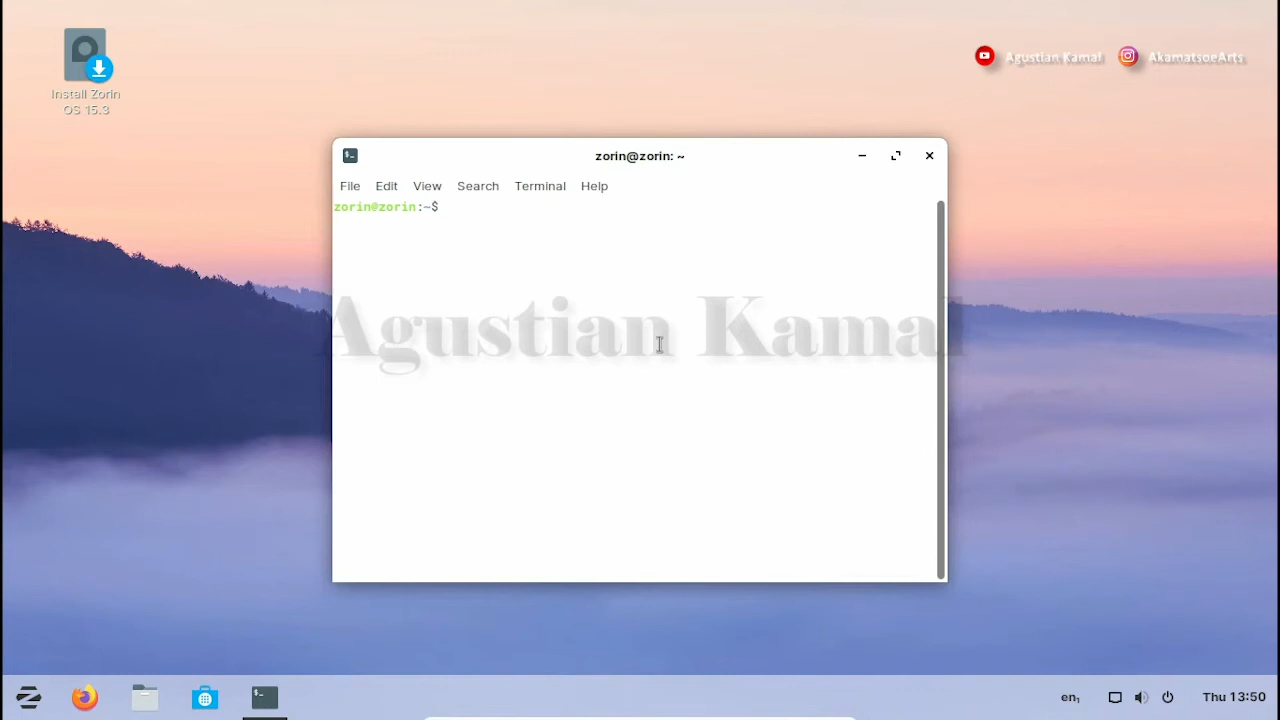 Install Zorin
OS 15.3
Agustian Kamal
AkamatsoeArts
zorin@zorin: ~
File Edit View Search Terminal Help
zorin@zorin:~$
Agustian Kamal
en₁
Thu 13:50